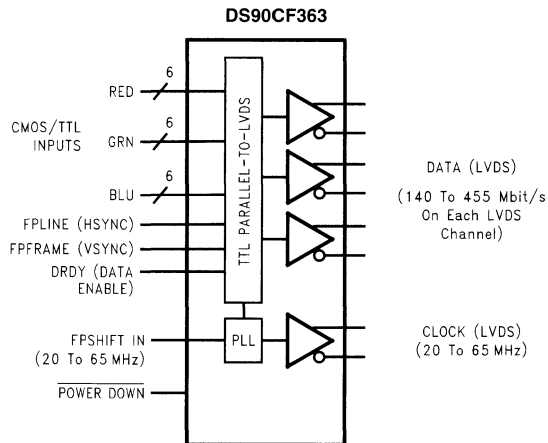 DS90CF363
RED
6
CMOS/TTL
INPUTS
GRN
6
BLU
6
FPLINE (HSYNC)
FPFRAME (VSYNC)
DRDY (DATA
ENABLE)
FPSHIFT IN
(20 To 65 MHz)
POWER DOWN
TTL PARALLEL-TO-LVDS
PLL
DATA (LVDS)
(140 To 455 Mbit/s
On Each LVDS
Channel)
CLOCK (LVDS)
(20 To 65 MHz)